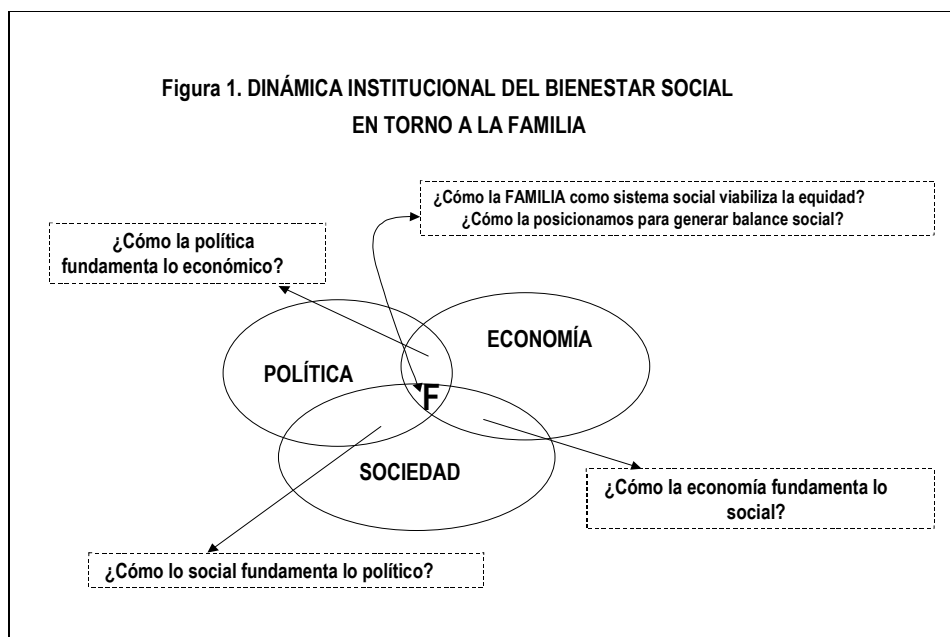 Figura 1. DINÁMICA INSTITUCIONAL DEL BIENESTAR SOCIAL
EN TORNO A LA FAMILIA
¿Cómo la FAMILIA como sistema social viabiliza la equidad?
¿Cómo la posicionamos para generar balance social?
¿Cómo la política
fundamenta lo económico?
ECONOMÍA
POLÍTICA
F
SOCIEDAD
¿Cómo la economía fundamenta lo
social?
¿Cómo lo social fundamenta lo político?